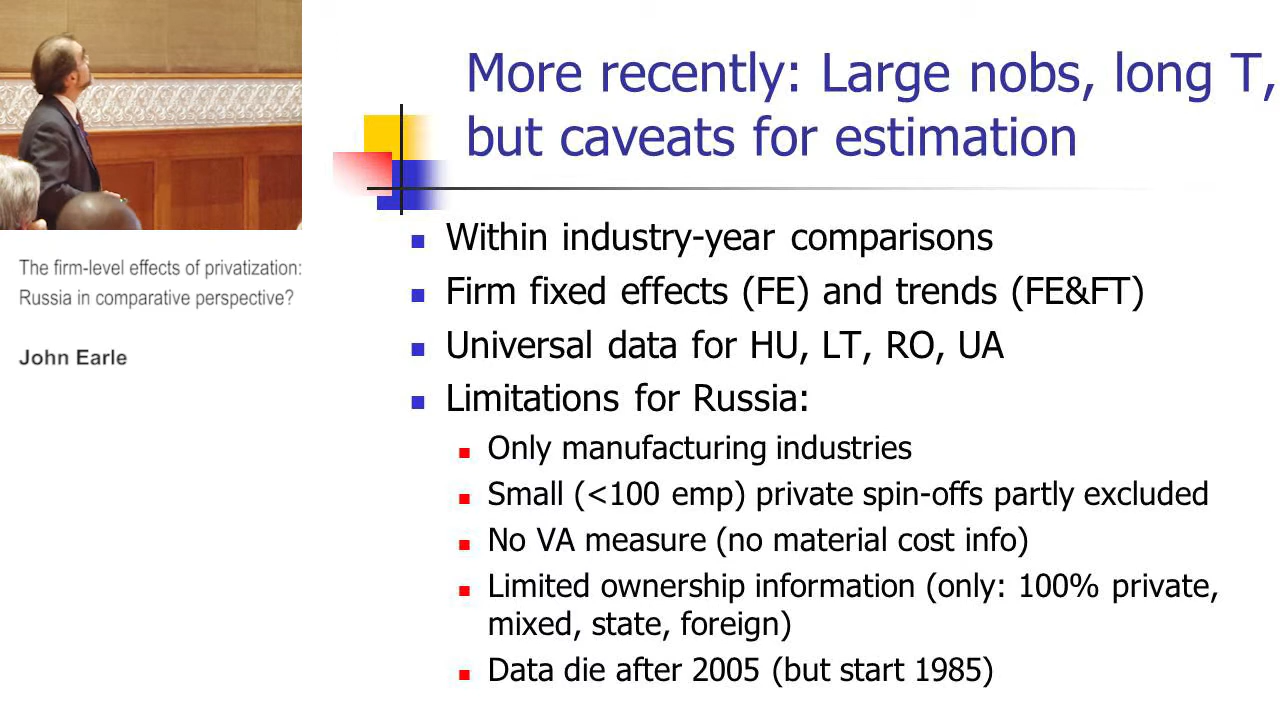 More recently: Large nobs, long T,
but caveats for estimation
The firm-level effects of privatization:
Russia in comparative perspective?
John Earle
Within industry-year comparisons
Firm fixed effects (FE) and trends (FE&FT)
Universal data for HU, LT, RO, UA
Limitations for Russia:
Only manufacturing industries
Small (<100 emp) private spin-offs partly excluded
No VA measure (no material cost info)
Limited ownership information (only: 100% private,
mixed, state, foreign)
Data die after 2005 (but start 1985)